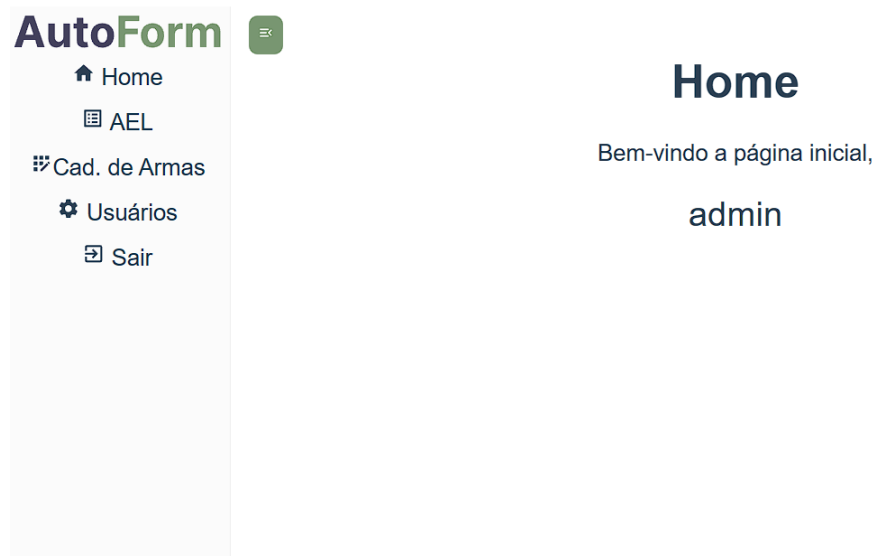 AutoForm
Home
AEL
Cad. de Armas
Usuários
Sair
Home
Bem-vindo a página inicial,
admin